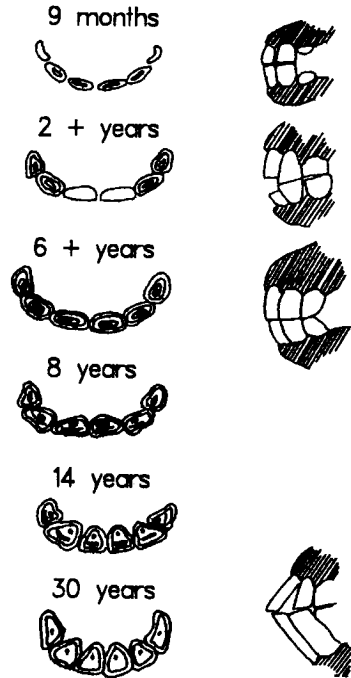 9 months
2 + years
6 + years
8 years
14 years
30 years